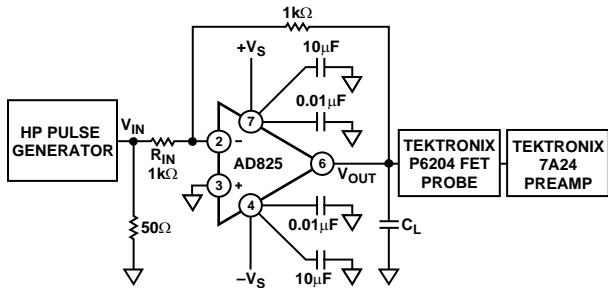 1kΩ
+VS
10μF
0.01μF
HP PULSE
GENERATOR
VIN
RIN
1kΩ
50Ω
2
−
3
+
7
AD825
6
4
VOUT
0.01μF
10μF
−VS
CL
TEKTRONIX
P6204 FET
PROBE
TEKTRONIX
7A24
PREAMP